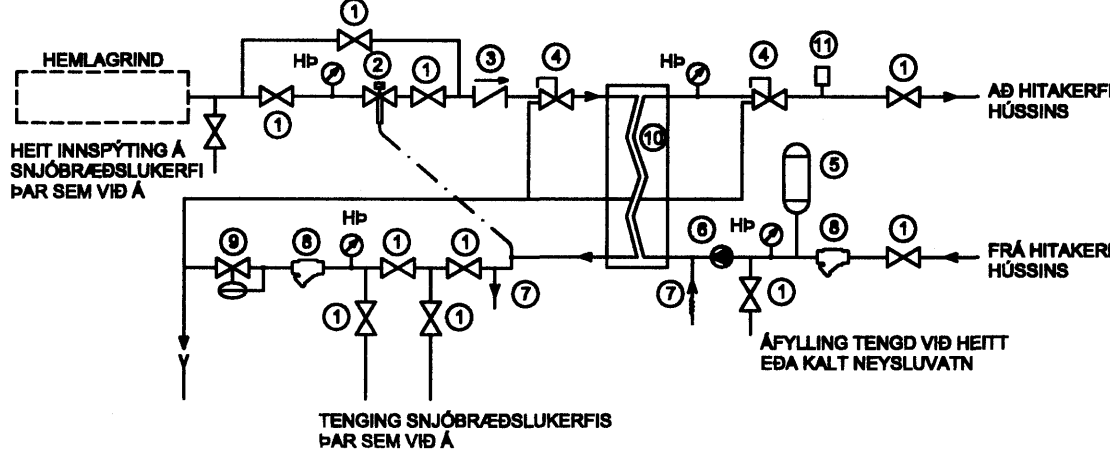 1
HEMLAGRIND
HÞ
2
1
3
4
HÞ
4
11
1
AÐ HITAKERFI
HÚSSINS
1
10
HEIT INNSPÝTING Á
SNJÓBRÆÐSLUKERFI
ÞAR SEM VIÐ Á
5
HÞ
9
8
1
1
6
HÞ
8
1
FRÁ HITAKERFI
HÚSSINS
7
7
1
1
1
V
ÁFYLLING TENGD VIÐ HEITT
EÐA KALT NEYSLUVATN
TENGING SNJÓBRÆÐSLUKERFIS
ÞAR SEM VIÐ Á